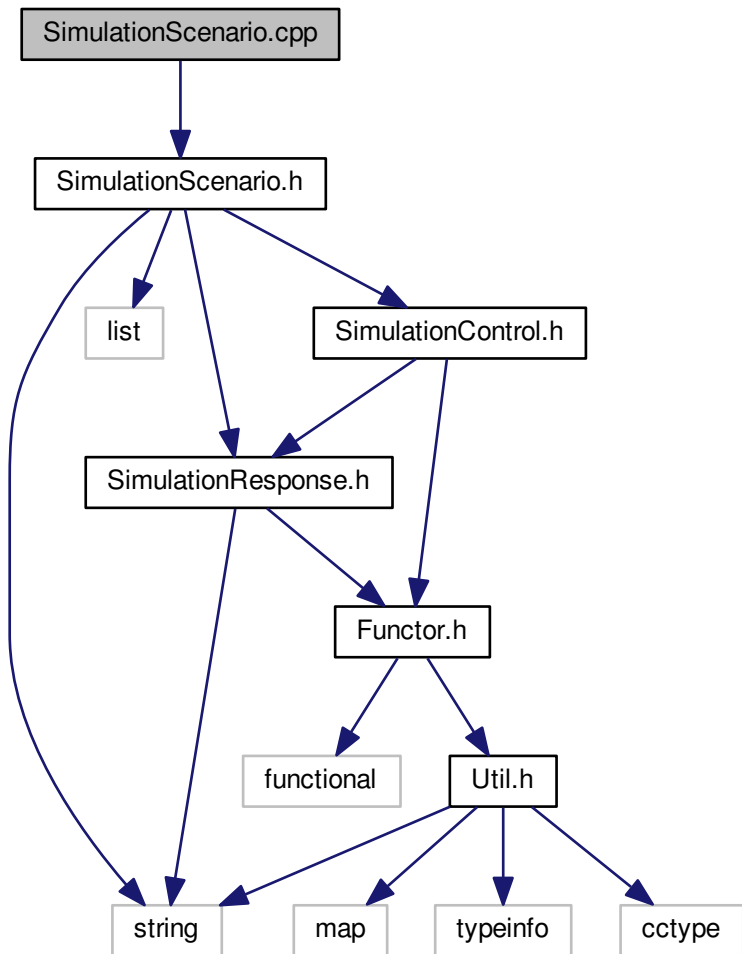 SimulationScenario.cpp
SimulationScenario.h
list
SimulationControl.h
SimulationResponse.h
Functor.h
functional
Util.h
string
map
typeinfo
cctype